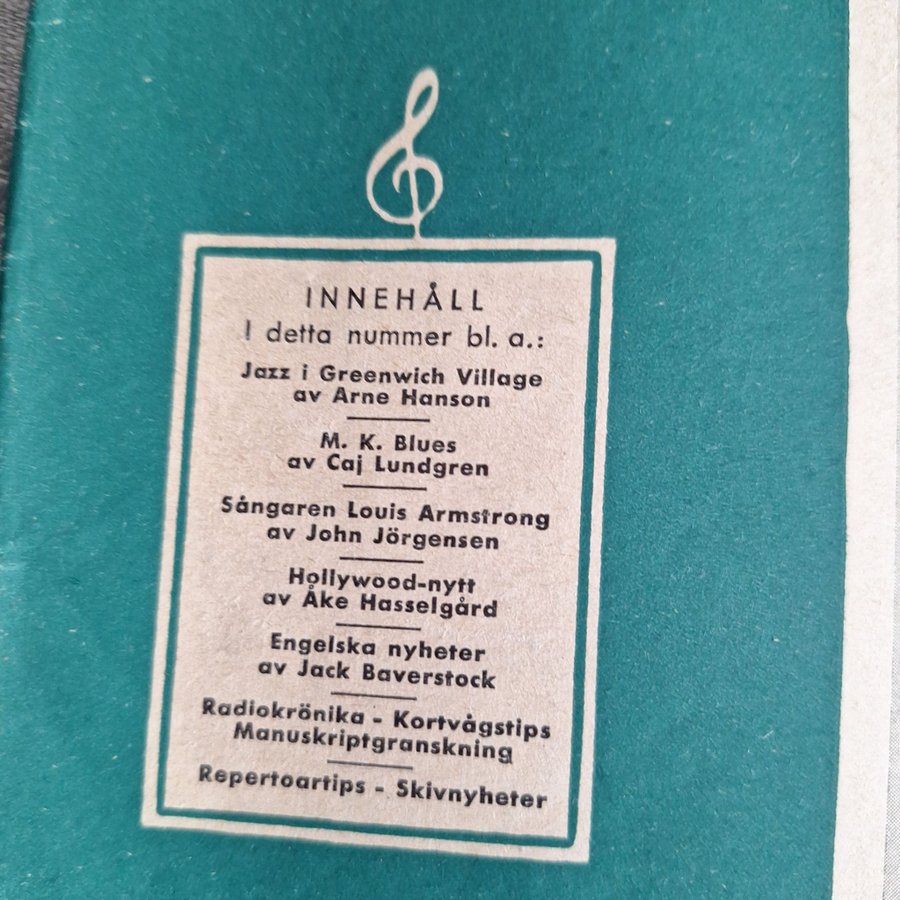 INNEHÅLL
I detta nummer bl. a.:
Jazz i Greenwich Village
av Arne Hanson
M. K. Blues
av Caj Lundgren
Sångaren Louis Armstrong
av John Jörgensen
Hollywood-nytt
av Åke Hasselgård
Engelska nyheter
av Jack Baverstock
Radiokrönika - Kortvågstips
Manuskriptgranskning
Repertoartips - Skivnyheter